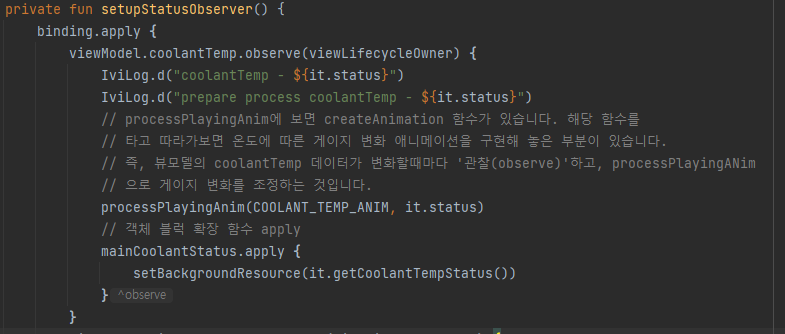 private fun setupStatusObserver() {
binding.apply {
viewModel.coolantTemp.observe(viewLifecycleOwner) {
IviLog.d("coolantTemp - ${it.status}")
IviLog.d("prepare process coolantTemp - ${it.status}")
// processPlayingAnim에 보면 createAnimation 함수가 있습니다. 해당 함수를
// 타고 따라가보면 온도에 따른 게이지 변화 애니메이션을 구현해 놓은 부분이 있습니다.
// 즉, 뷰모델의 coolantTemp 데이터가 변화할때마다 '관찰(observe)'하고, processPlayingANim
// 으로 게이지 변화를 조정하는 것입니다.
processPlayingAnim(COOLANT_TEMP_ANIM, it.status)
// 객체 블럭 확장 함수 apply
mainCoolantStatus.apply {
setBackgroundResource(it.getCoolantTempStatus())
} ^observe
}